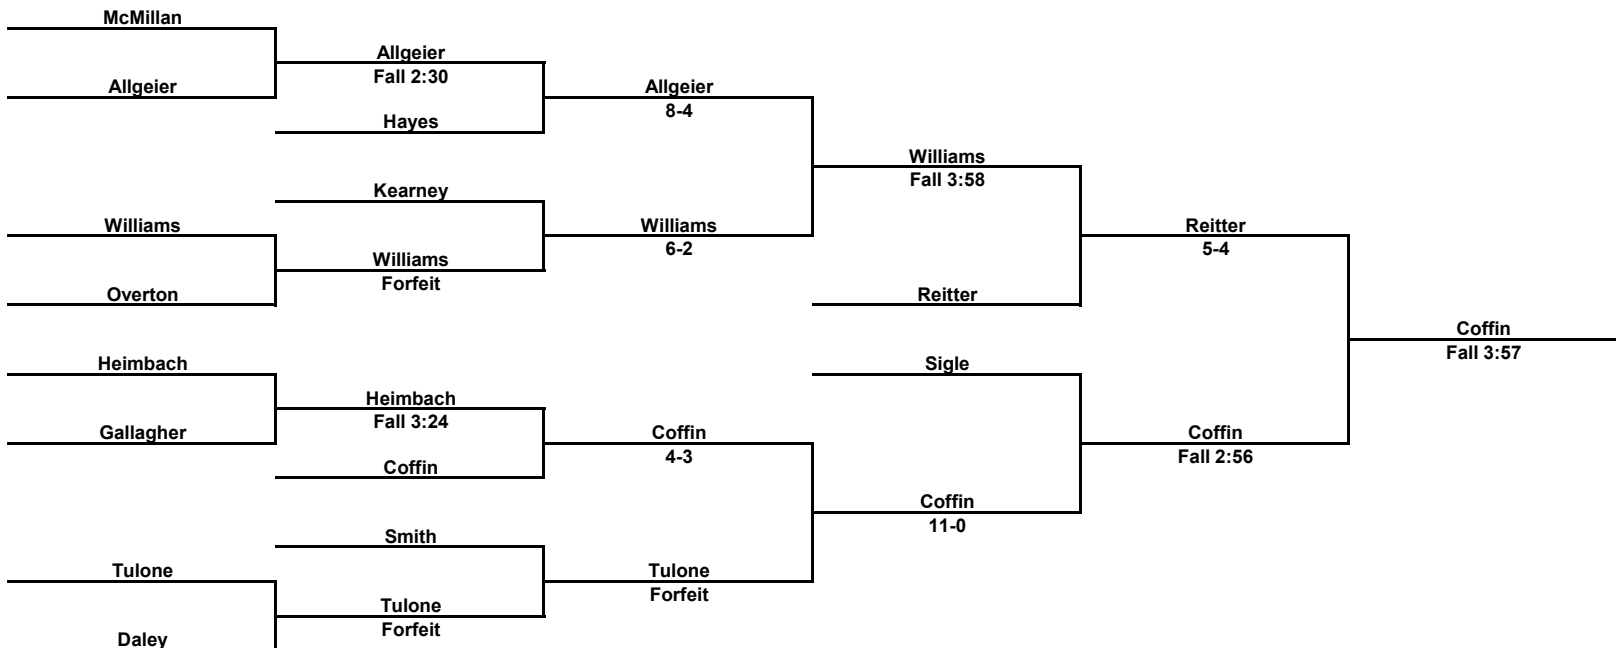 McMillan
Allgeier
Fall 2:30
Allgeier
Allgeier
8-4
Hayes
Williams
Fall 3:58
Kearney
Williams
Williams
6-2
Reitter
5-4
Williams
Forfeit
Overton
Reitter
Coffin
Fall 3:57
Heimbach
Sigle
Heimbach
Fall 3:24
Gallagher
Coffin
4-3
Coffin
Fall 2:56
Coffin
Coffin
11-0
Smith
Tulone
Tulone
Forfeit
Tulone
Forfeit
Daley